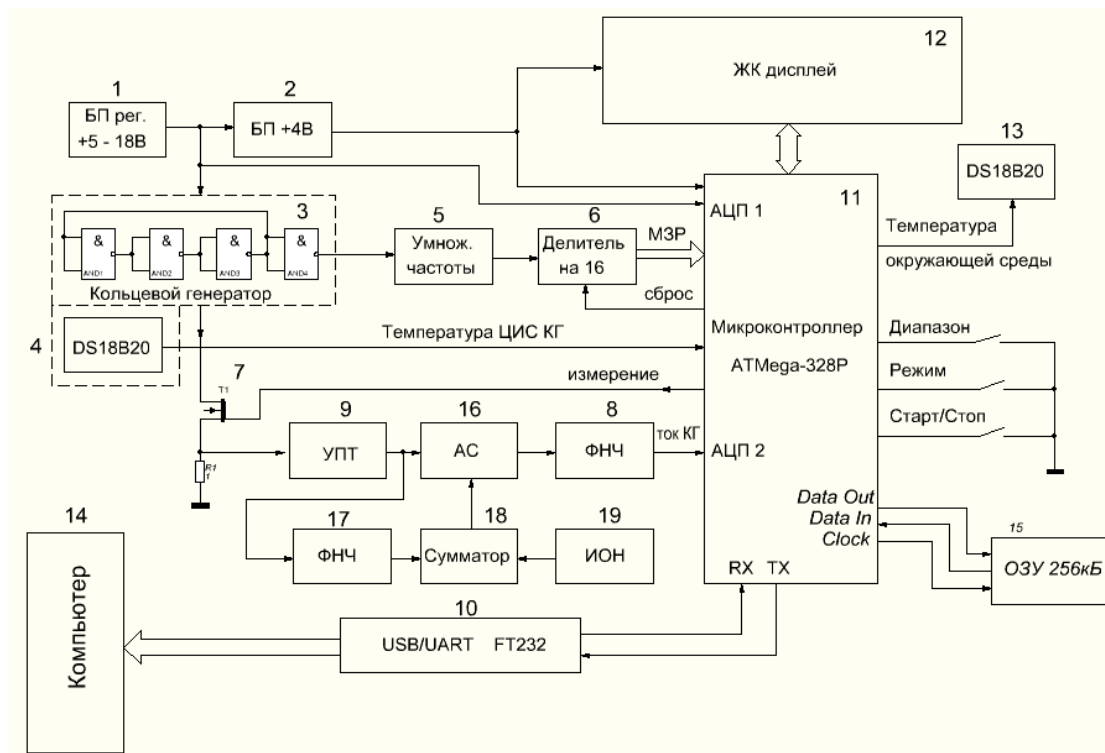 12
ЖК дисплей
1
БП рег.
+5 - 18В
2
БП +4В
13
DS18B20
3
&
&
&
&
AND1
AND2
AND3
AND4
Кольцевой генератор
5
Умнож.
частоты
6
Делитель
на 16
МЗР
сброс
АЦП 1
11
Температура
окружающей среды
4
DS18B20
Температура ЦИС КГ
Микроконтроллер
ATMega-328P
Диапазон
Режим
Старт/Стоп
7
T1
измерение
R1
1
9
УПТ
16
АС
8
ФНЧ
ток КГ
АЦП 2
17
ФНЧ
18
Сумматор
19
ИОН
Data Out
Data In
Clock
15
ОЗУ 256кБ
RX TX
14
Компьютер
10
USB/UART FT232